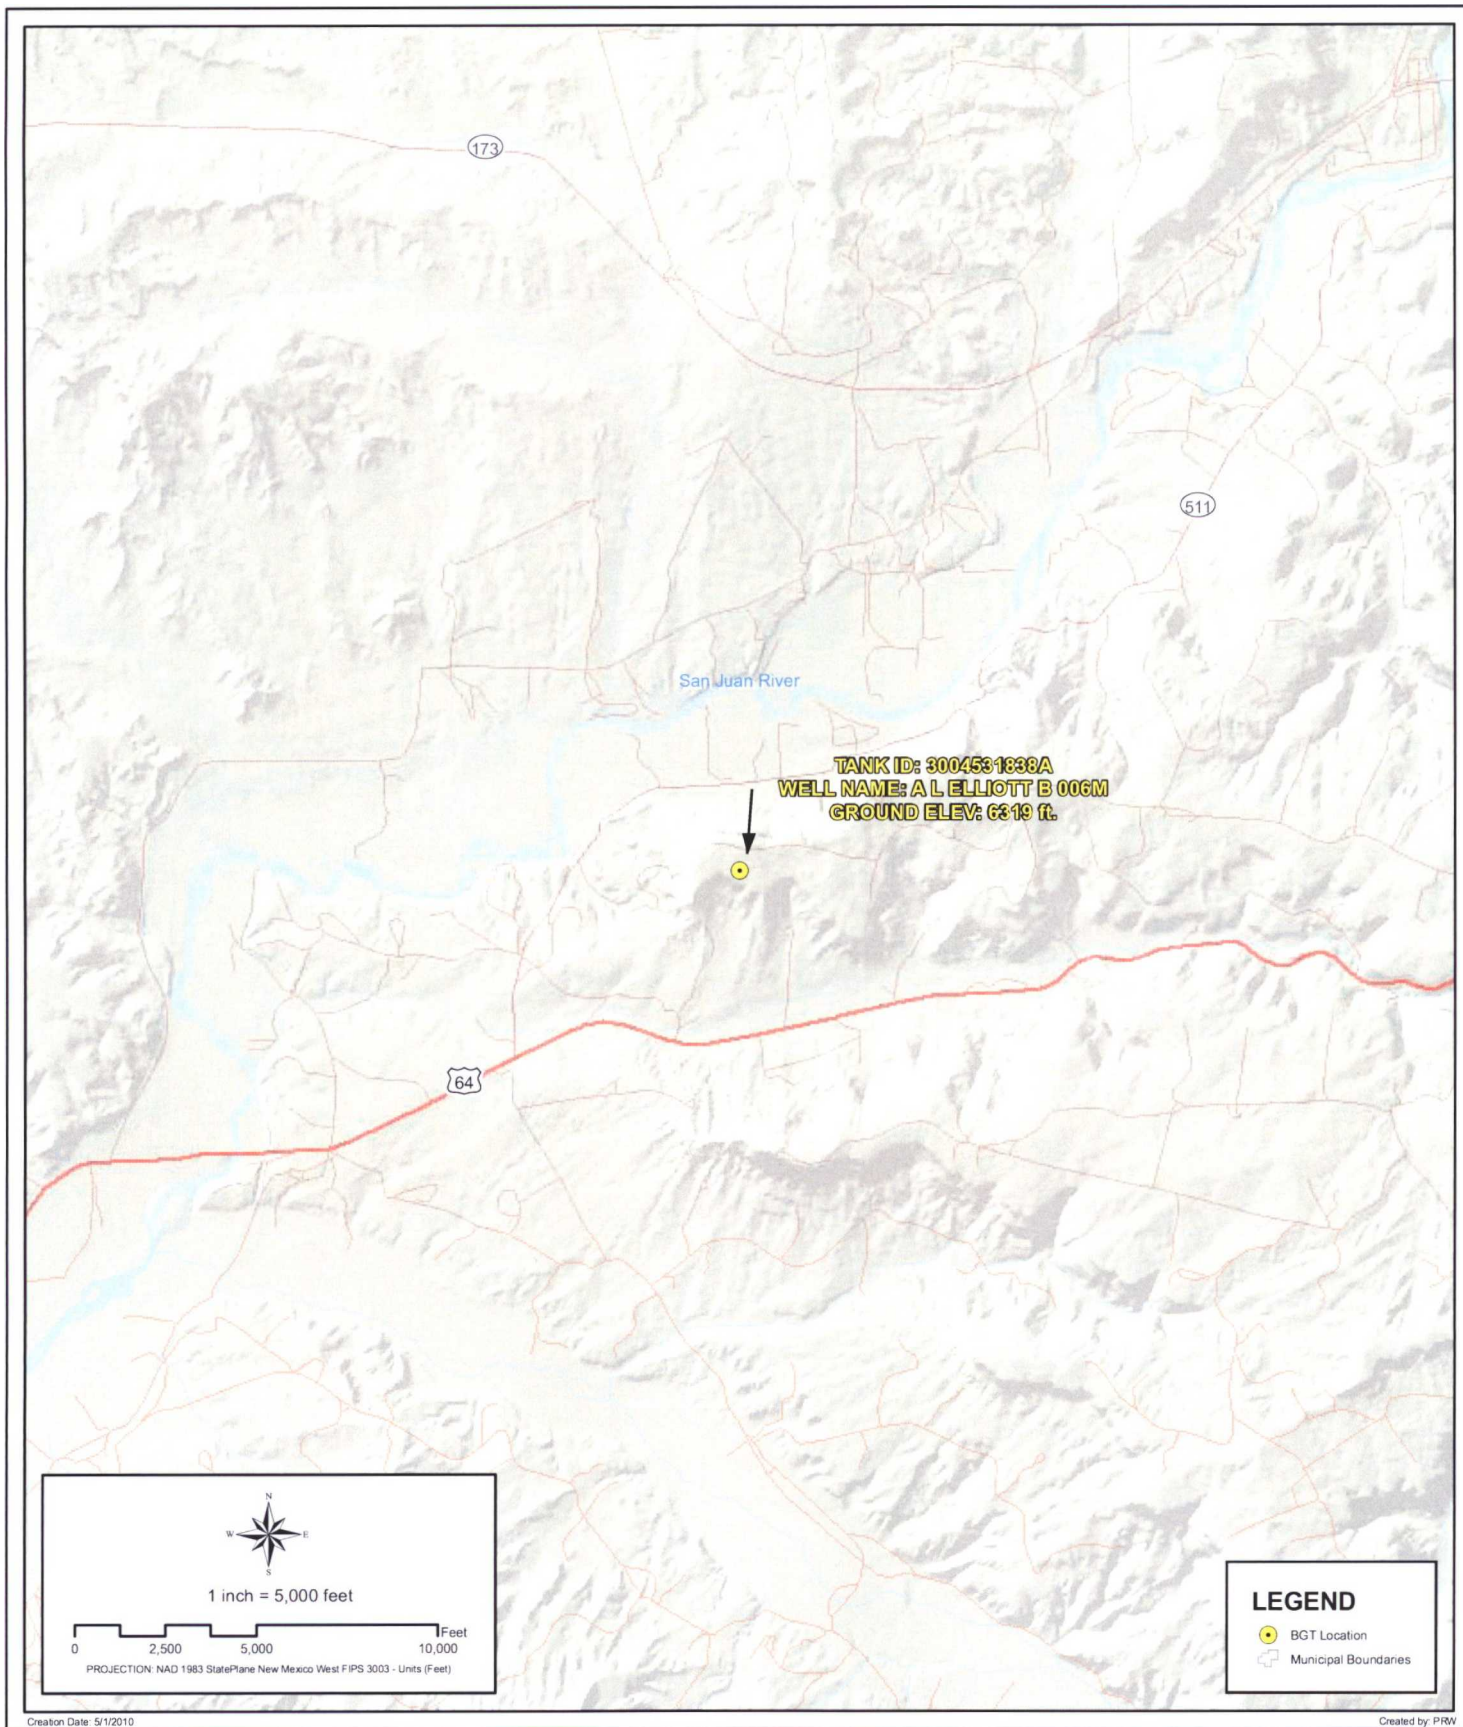 173
511
San Juan River
TANK ID: 3004531838A
WELL NAME: A L ELLIOTT B 006M
GROUND ELEV: 6319 ft.
64
N
W E
S
1 inch = 5,000 feet
Feet
0 2,500 5,000 10,000
PROJECTION: NAD 1983 StatePlane New Mexico West FIPS 3003 - Units (Feet)
LEGEND
BGT Location
Municipal Boundaries
Creation Date: 5/1/2010
Created by: PRW